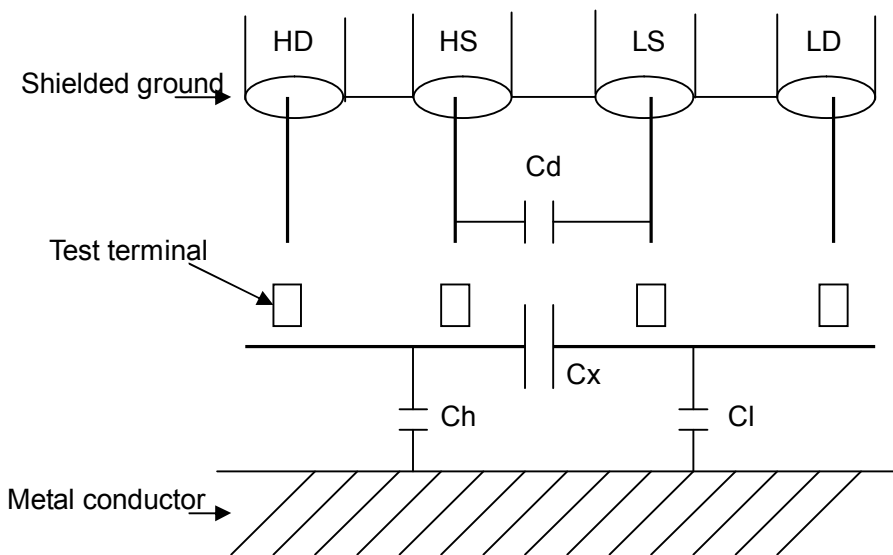 HD HS LS LD
Shielded ground
Cd
Test terminal
Cx
Ch Cl
Metal conductor